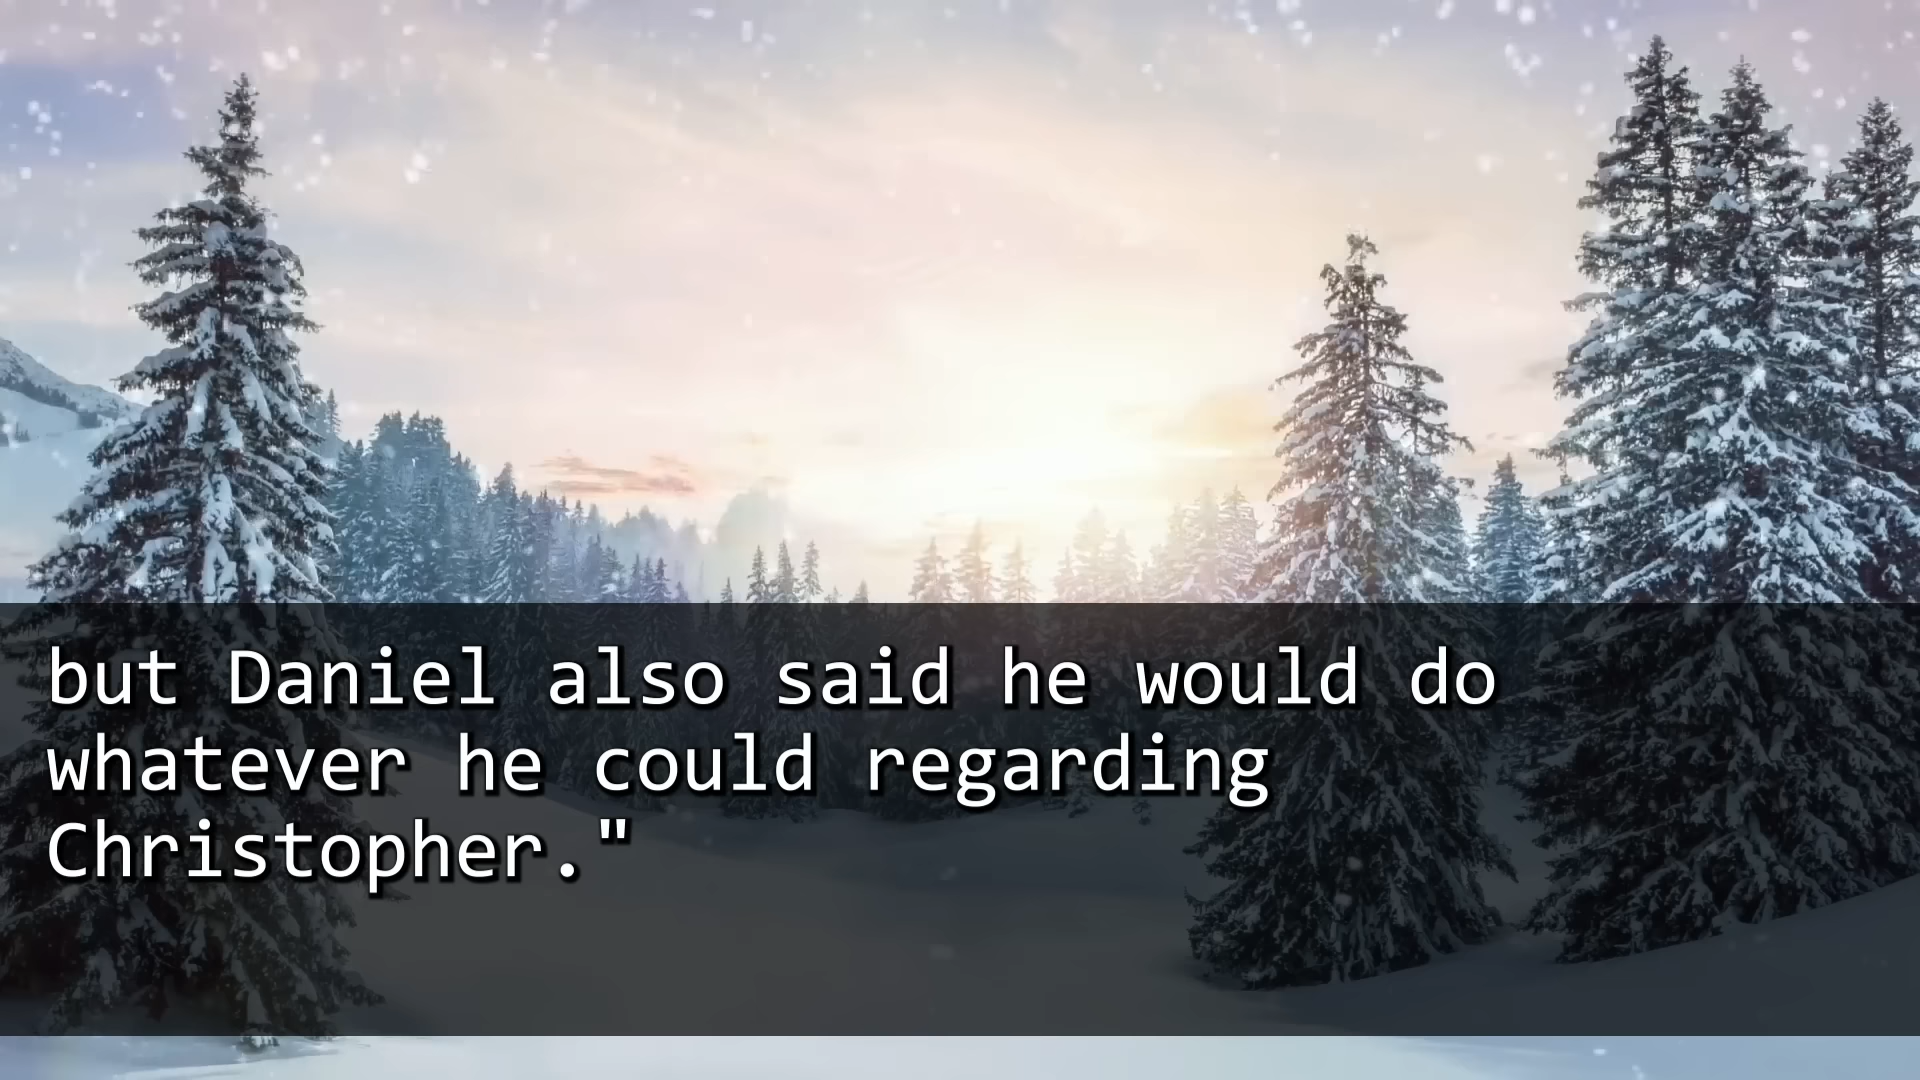 but Daniel also said he would do
whatever he could regarding
Christopher."